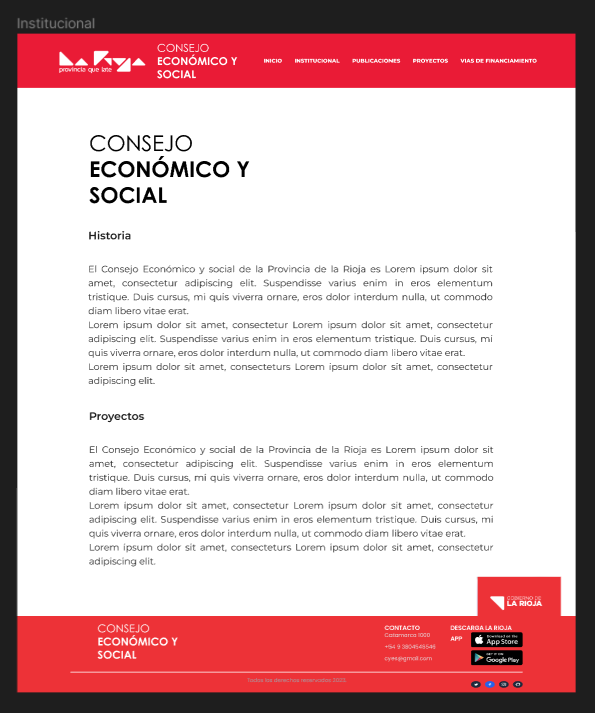 Institucional
La Rioja
provincia que late
CONSEJO
ECONÓMICO Y
SOCIAL
INICIO INSTITUCIONAL PUBLICACIONES PROYECTOS VIAS DE FINANCIAMIENTO
CONSEJO
ECONÓMICO Y
SOCIAL
Historia
El Consejo Económico y social de la Provincia de la Rioja es Lorem ipsum dolor sit
amet, consectetur adipiscing elit. Suspendisse varius enim in eros elementum
tristique. Duis cursus, mi quis viverra ornare, eros dolor interdum nulla, ut commodo
diam libero vitae erat.
Lorem ipsum dolor sit amet, consectetur Lorem ipsum dolor sit amet, consectetur
adipiscing elit. Suspendisse varius enim in eros elementum tristique. Duis cursus, mi
quis viverra ornare, eros dolor interdum nulla, ut commodo diam libero vitae erat.
Lorem ipsum dolor sit amet, consecteturs Lorem ipsum dolor sit amet, consectetur
adipiscing elit.
Proyectos
El Consejo Económico y social de la Provincia de la Rioja es Lorem ipsum dolor sit
amet, consectetur adipiscing elit. Suspendisse varius enim in eros elementum
tristique. Duis cursus, mi quis viverra ornare, eros dolor interdum nulla, ut commodo
diam libero vitae erat.
Lorem ipsum dolor sit amet, consectetur Lorem ipsum dolor sit amet, consectetur
adipiscing elit. Suspendisse varius enim in eros elementum tristique. Duis cursus, mi
quis viverra ornare, eros dolor interdum nulla, ut commodo diam libero vitae erat.
Lorem ipsum dolor sit amet, consecteturs Lorem ipsum dolor sit amet, consectetur
adipiscing elit.
GOBIERNO DE
LA RIOJA
CONSEJO
ECONÓMICO Y
SOCIAL
CONTACTO
Catamarca 1000
+54 9 3804549546
cyes@gmail.com
DESCARGA LA RIOJA
APP
Download on the
App Store
GET IT ON
Google Play
Todos los derechos reservados